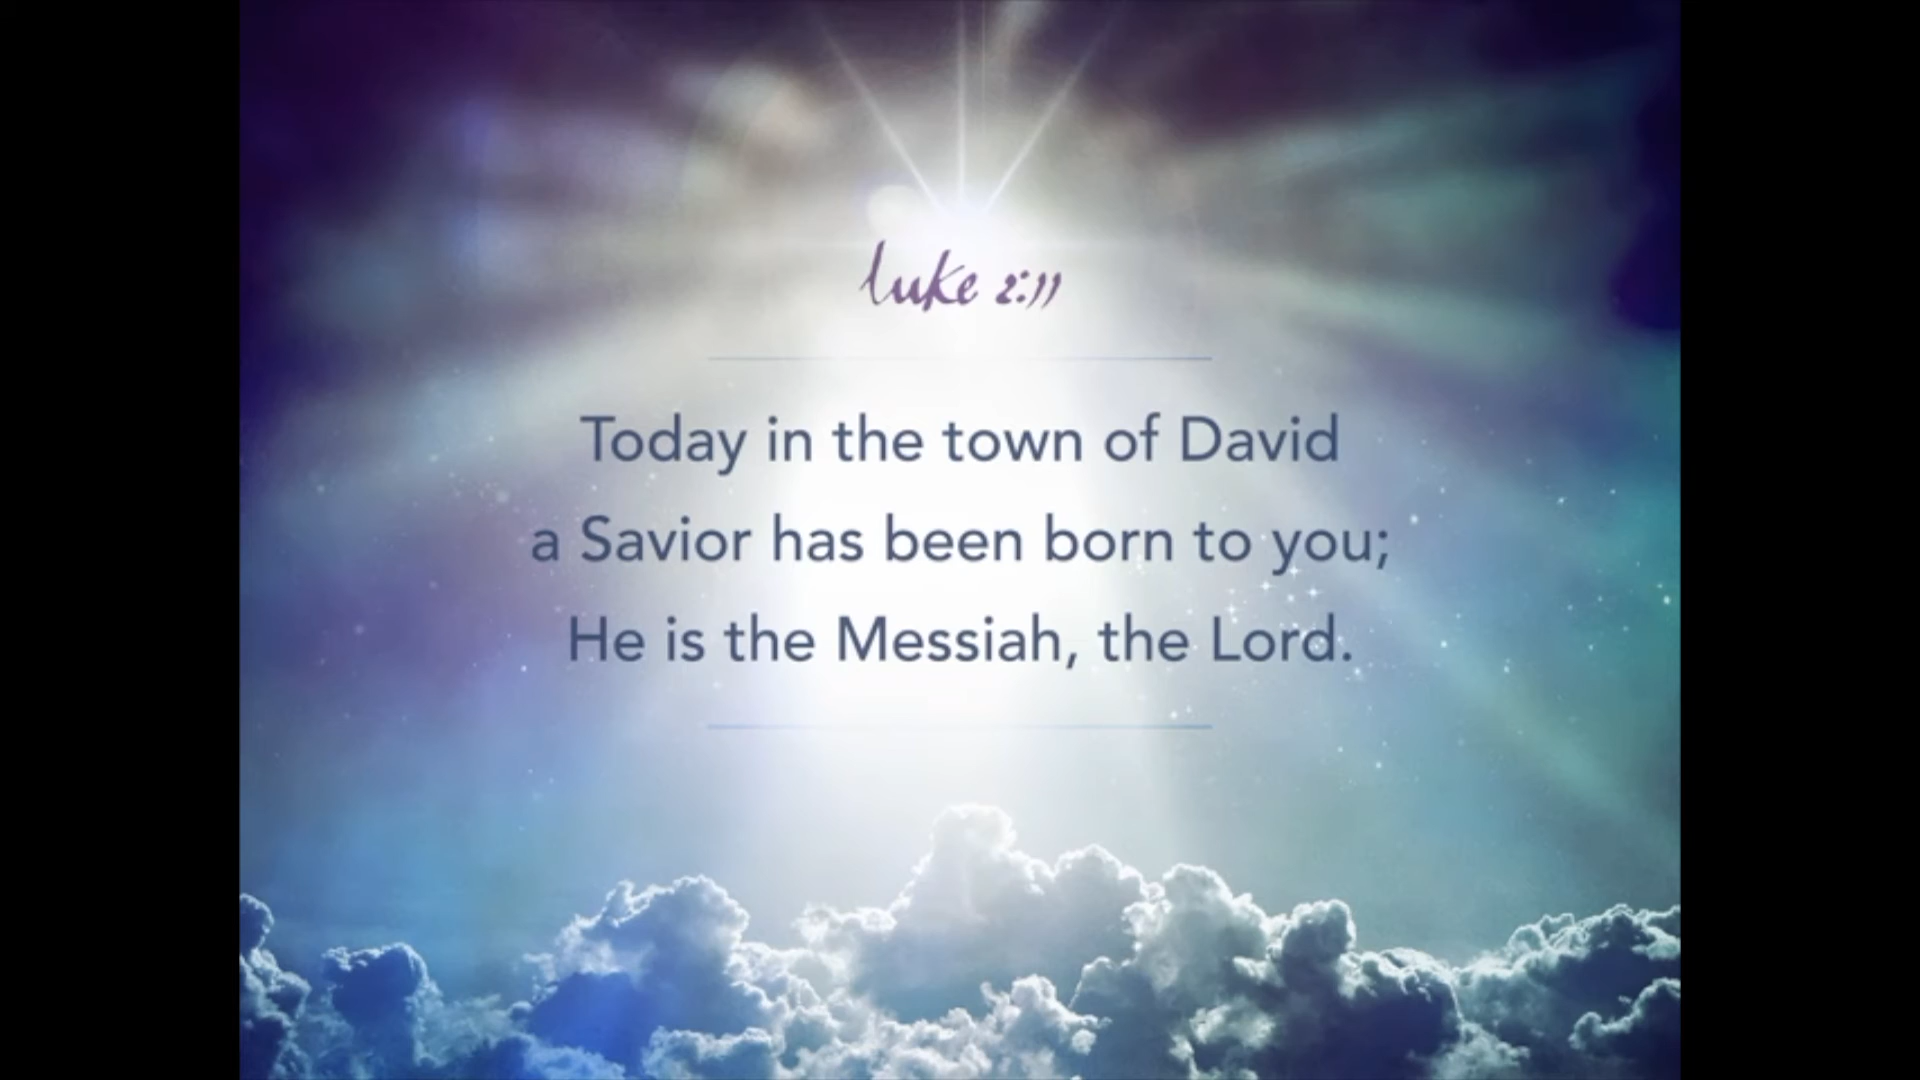 Luke 2:11
Today in the town of David
a Savior has been born to you;
He is the Messiah, the Lord.